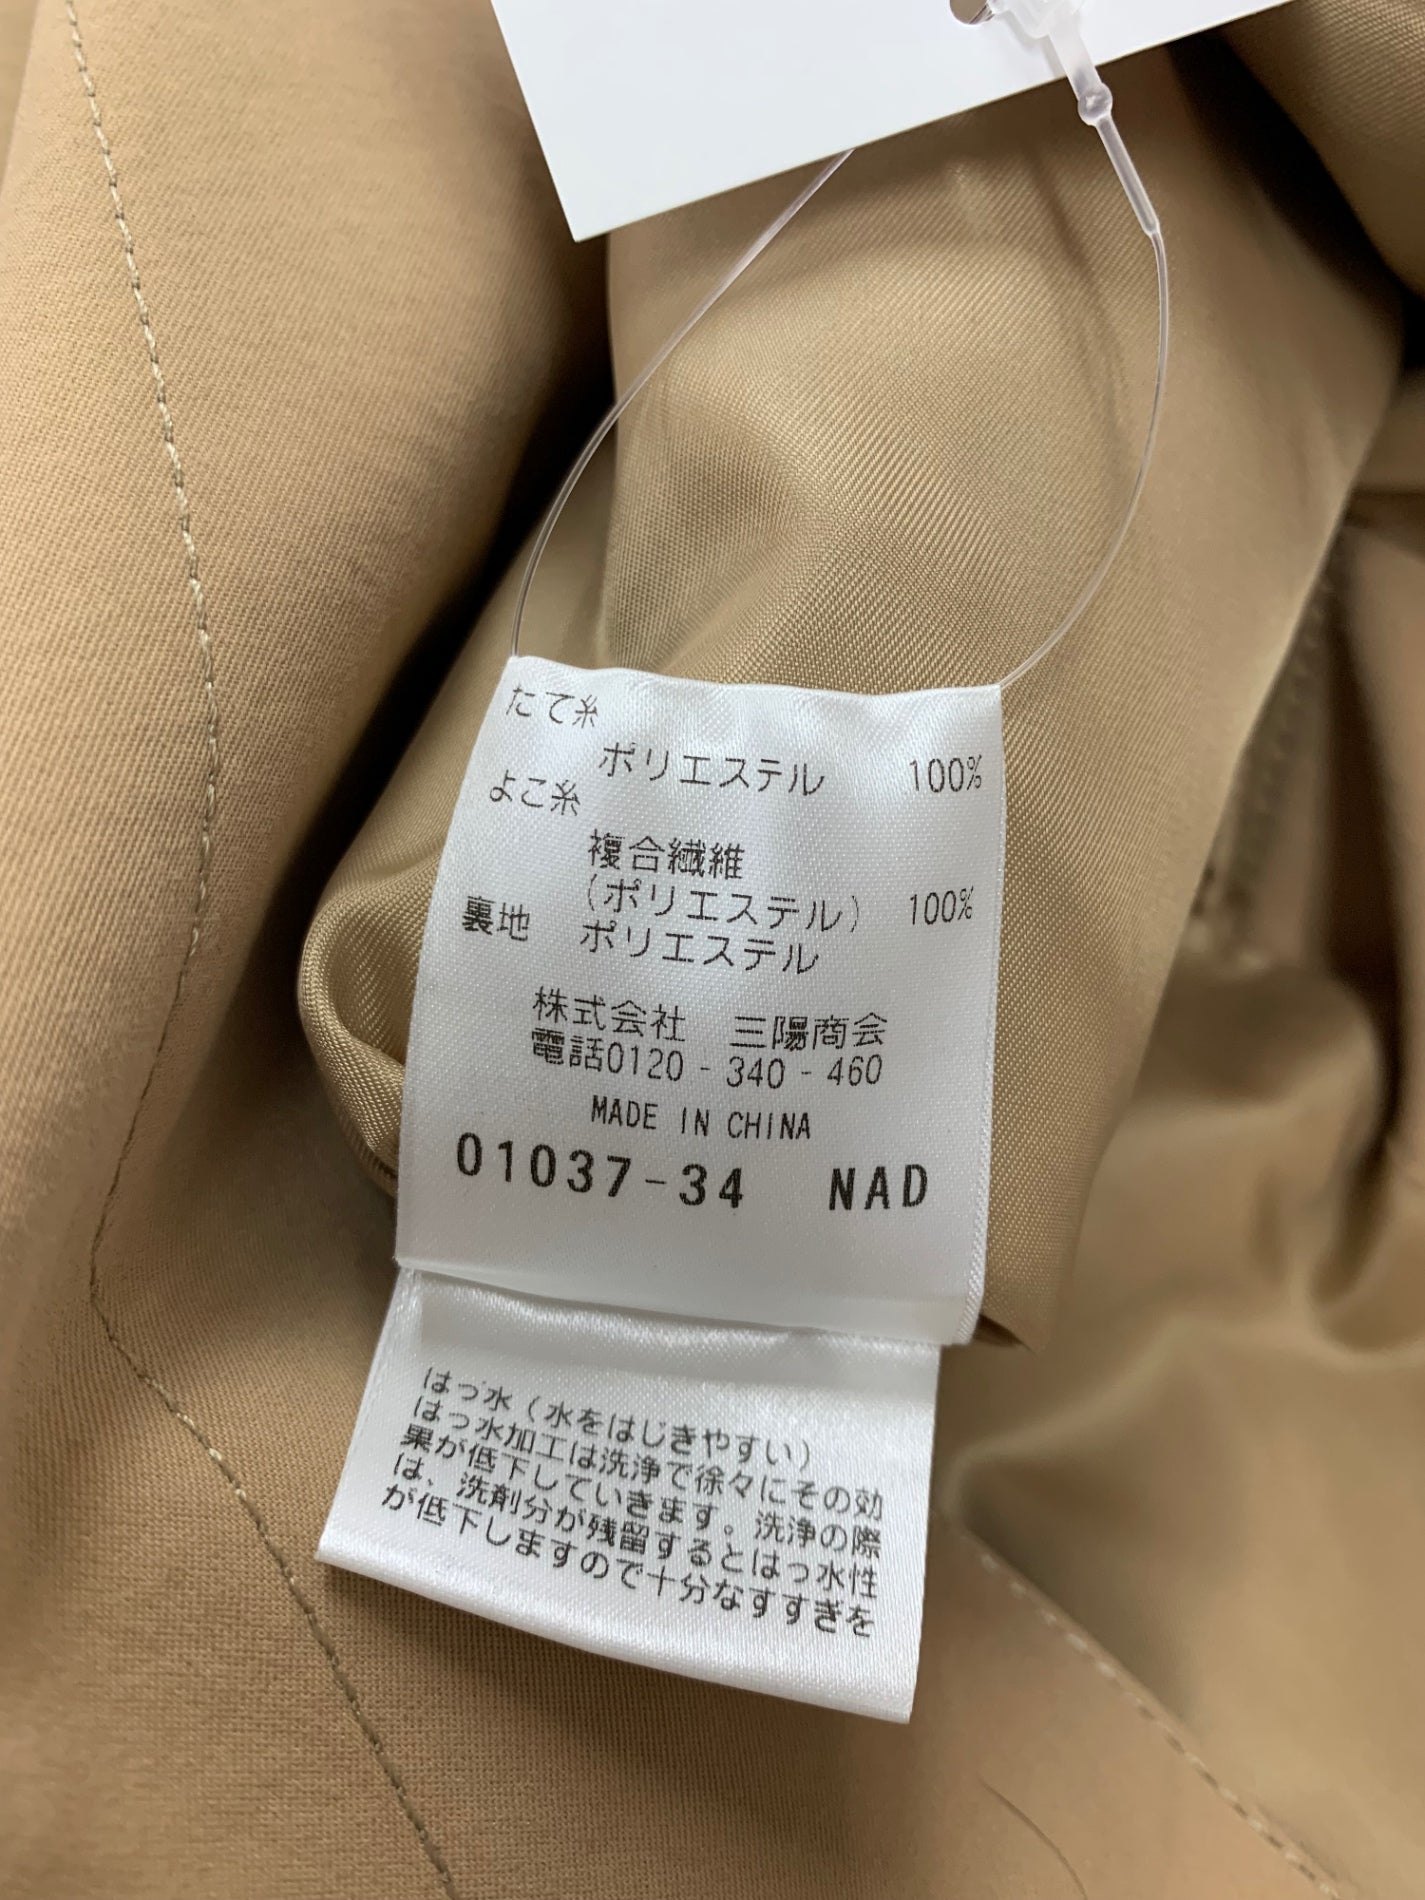 たて糸
ポリエステル 100%
よこ糸
複合繊維
(ポリエステル) 100%
裏地 ポリエステル
株式会社 三陽商会
電話0120-340-460
MADE IN CHINA
01037-34 NAD
はっ水(水をはじきやすい)
はっ水加工は洗浄で徐々にその効
果が低下していきます。洗浄の際
は、洗剤分が残留するとはっ水性
が低下しますので十分なすすぎを